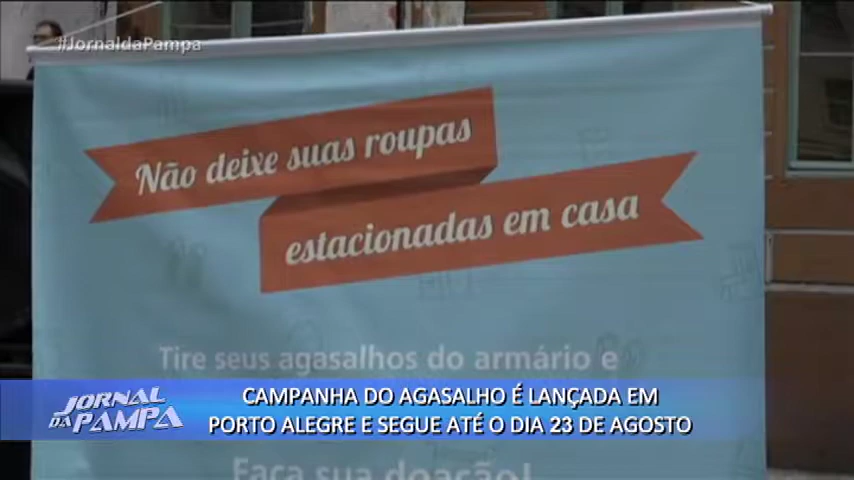 #JornaldaPampa
Não deixe suas roupas
estacionadas em casa
Tire seus agasalhos do armário e
JORNAL
DA PAMPA
CAMPANHA DO AGASALHO É LANÇADA EM
PORTO ALEGRE E SEGUE ATÉ O DIA 23 DE AGOSTO
Faça sua doação!